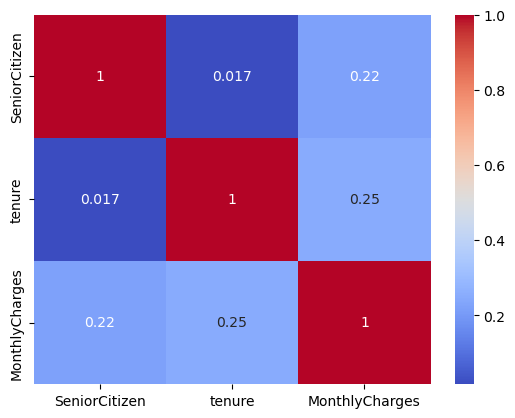 SeniorCitizen
tenure
MonthlyCharges
1 0.017 0.22
0.017 1 0.25
0.22 0.25 1
SeniorCitizen tenure MonthlyCharges
1.0
0.8
0.6
0.4
0.2